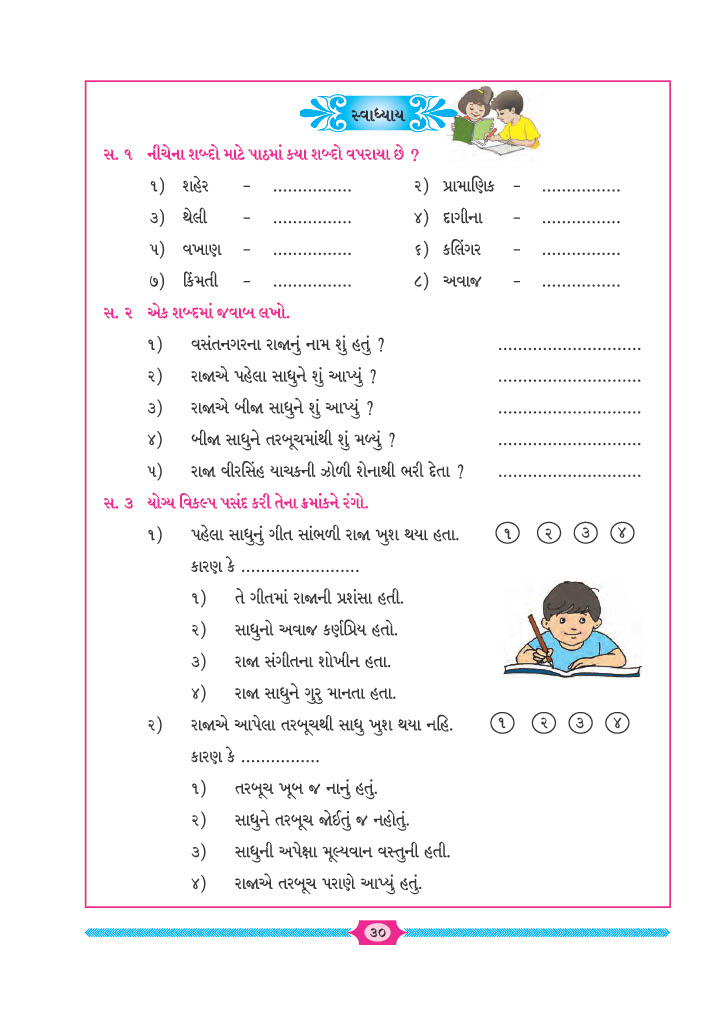 સ્વાધ્યાય
સ. ૧ નીચેના શબ્દો માટે પાઠમાં કયા શબ્દો વપરાયા છે ?
૧) શહેર – ................ ૨) પ્રામાણિક – ................
૩) થેલી – ................ ૪) દાગીના – ................
૫) વખાણ – ................ ૬) કલિંગર – ................
૭) કિંમતી – ................ ૮) અવાજ – ................
સ. ૨ એક શબ્દમાં જવાબ લખો.
૧) વસંતનગરના રાજાનું નામ શું હતું ? .............................
૨) રાજાએ પહેલા સાધુને શું આપ્યું ? .............................
૩) રાજાએ બીજા સાધુને શું આપ્યું ? .............................
૪) બીજા સાધુને તરબૂચમાંથી શું મળ્યું ? .............................
૫) રાજા વીરસિંહ યાચકની ઝોળી શેનાથી ભરી દેતા ? .............................
સ. ૩ યોગ્ય વિકલ્પ પસંદ કરી તેના ક્રમાંકને રંગો.
૧) પહેલા સાધુનું ગીત સાંભળી રાજા ખુશ થયા હતા. ૧ ૨ ૩ ૪
કારણ કે ........................
૧) તે ગીતમાં રાજાની પ્રશંસા હતી.
૨) સાધુનો અવાજ કર્ણપ્રિય હતો.
૩) રાજા સંગીતના શોખીન હતા.
૪) રાજા સાધુને ગુરુ માનતા હતા.
૨) રાજાએ આપેલા તરબૂચથી સાધુ ખુશ થયા નહિ. ૧ ૨ ૩ ૪
કારણ કે ................
૧) તરબૂચ ખૂબ જ નાનું હતું.
૨) સાધુને તરબૂચ જોઈતું જ નહોતું.
૩) સાધુની અપેક્ષા મૂલ્યવાન વસ્તુની હતી.
૪) રાજાએ તરબૂચ પરાણે આપ્યું હતું.
૩૦